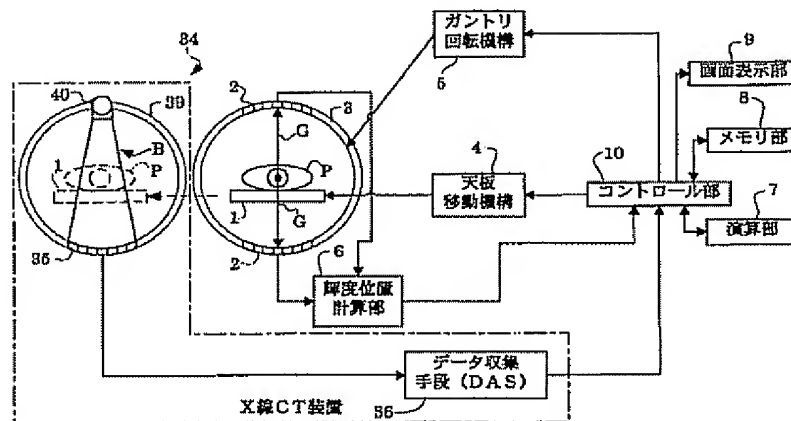 34
ガントリ
回転機構
5
画面表示部
9
メモリ部
8
コントロール部
10
演算部
7
天板
移動機構
4
40
39
2
3
G
B
P
P
1
1
G
35
2
6
輝度位置
計算部
データ収集
手段(DAS)
36
X線CT装置